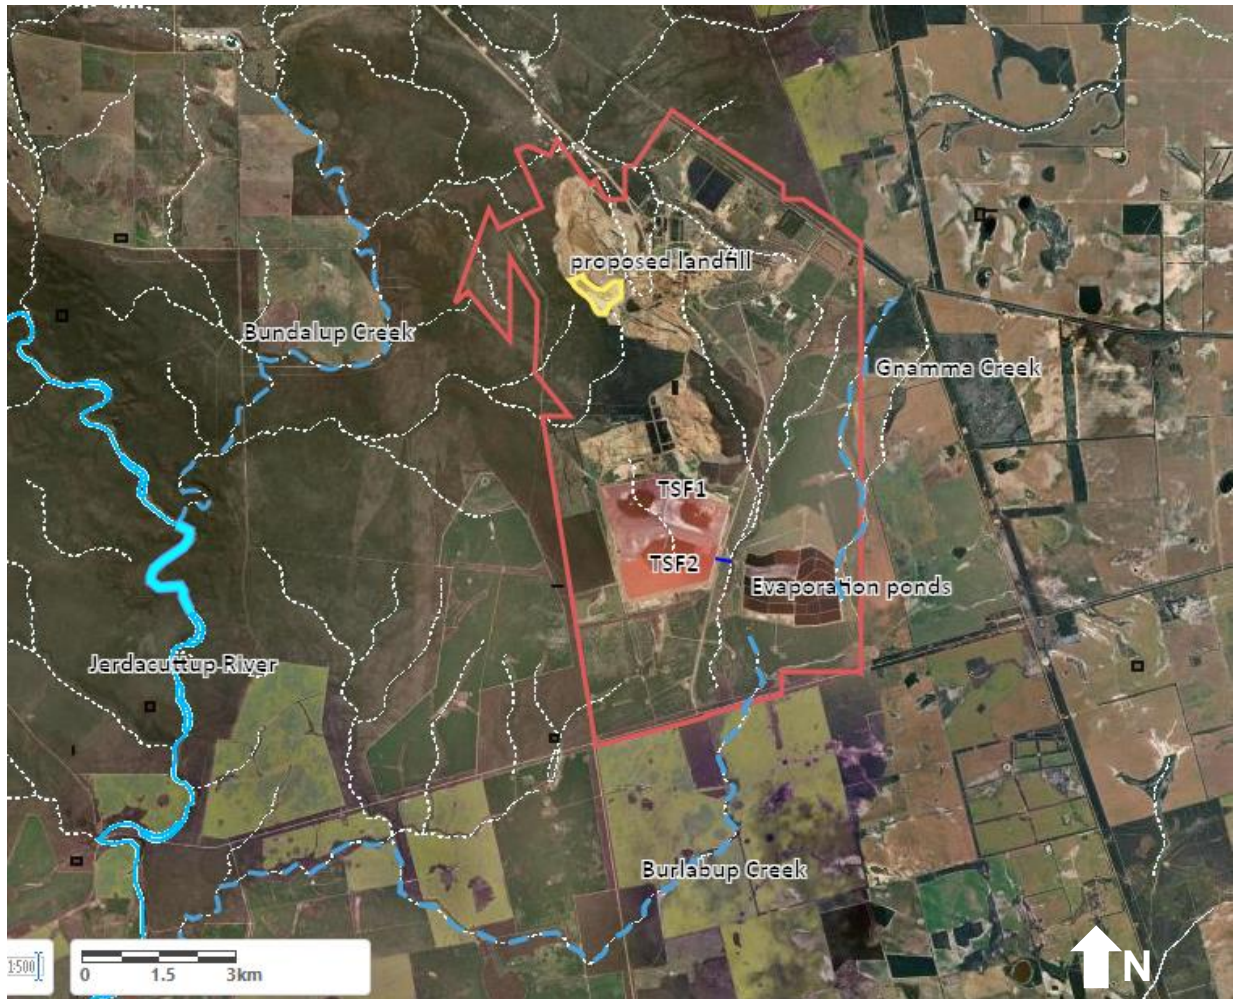 proposed landfill
Bundalup Creek
Gnamma Creek
TSF1
TSF2
Evaporation ponds
Jerdacuttup River
Burlabup Creek
1:500
0 1.5 3km
N